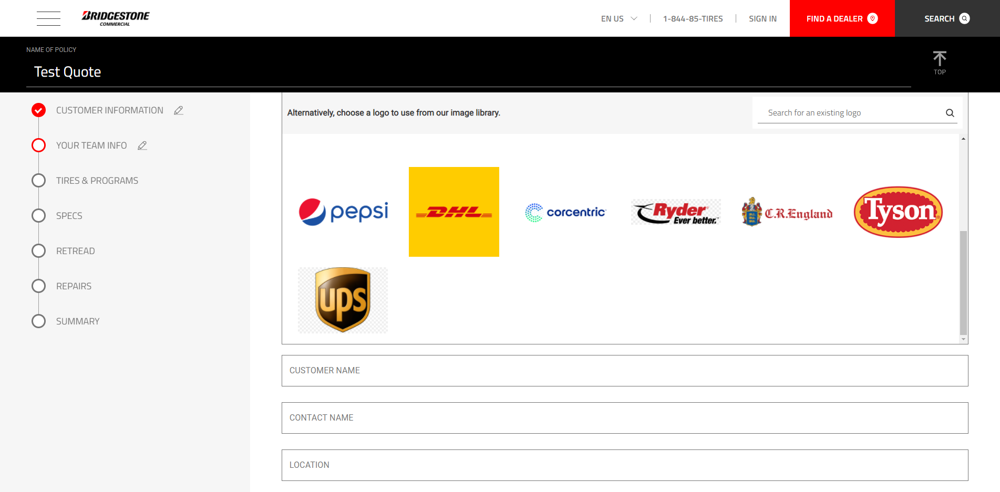 BRIDGESTONE
COMMERCIAL
EN US
1-844-85-TIRES
SIGN IN
FIND A DEALER
SEARCH
NAME OF POLICY
Test Quote
TOP
CUSTOMER INFORMATION
YOUR TEAM INFO
TIRES & PROGRAMS
SPECS
RETREAD
REPAIRS
SUMMARY
Alternatively, choose a logo to use from our image library.
Search for an existing logo
pepsi
DHL
corcentric
Ryder
Ever better.
C.R.England
Tyson
ups
CUSTOMER NAME
CONTACT NAME
LOCATION